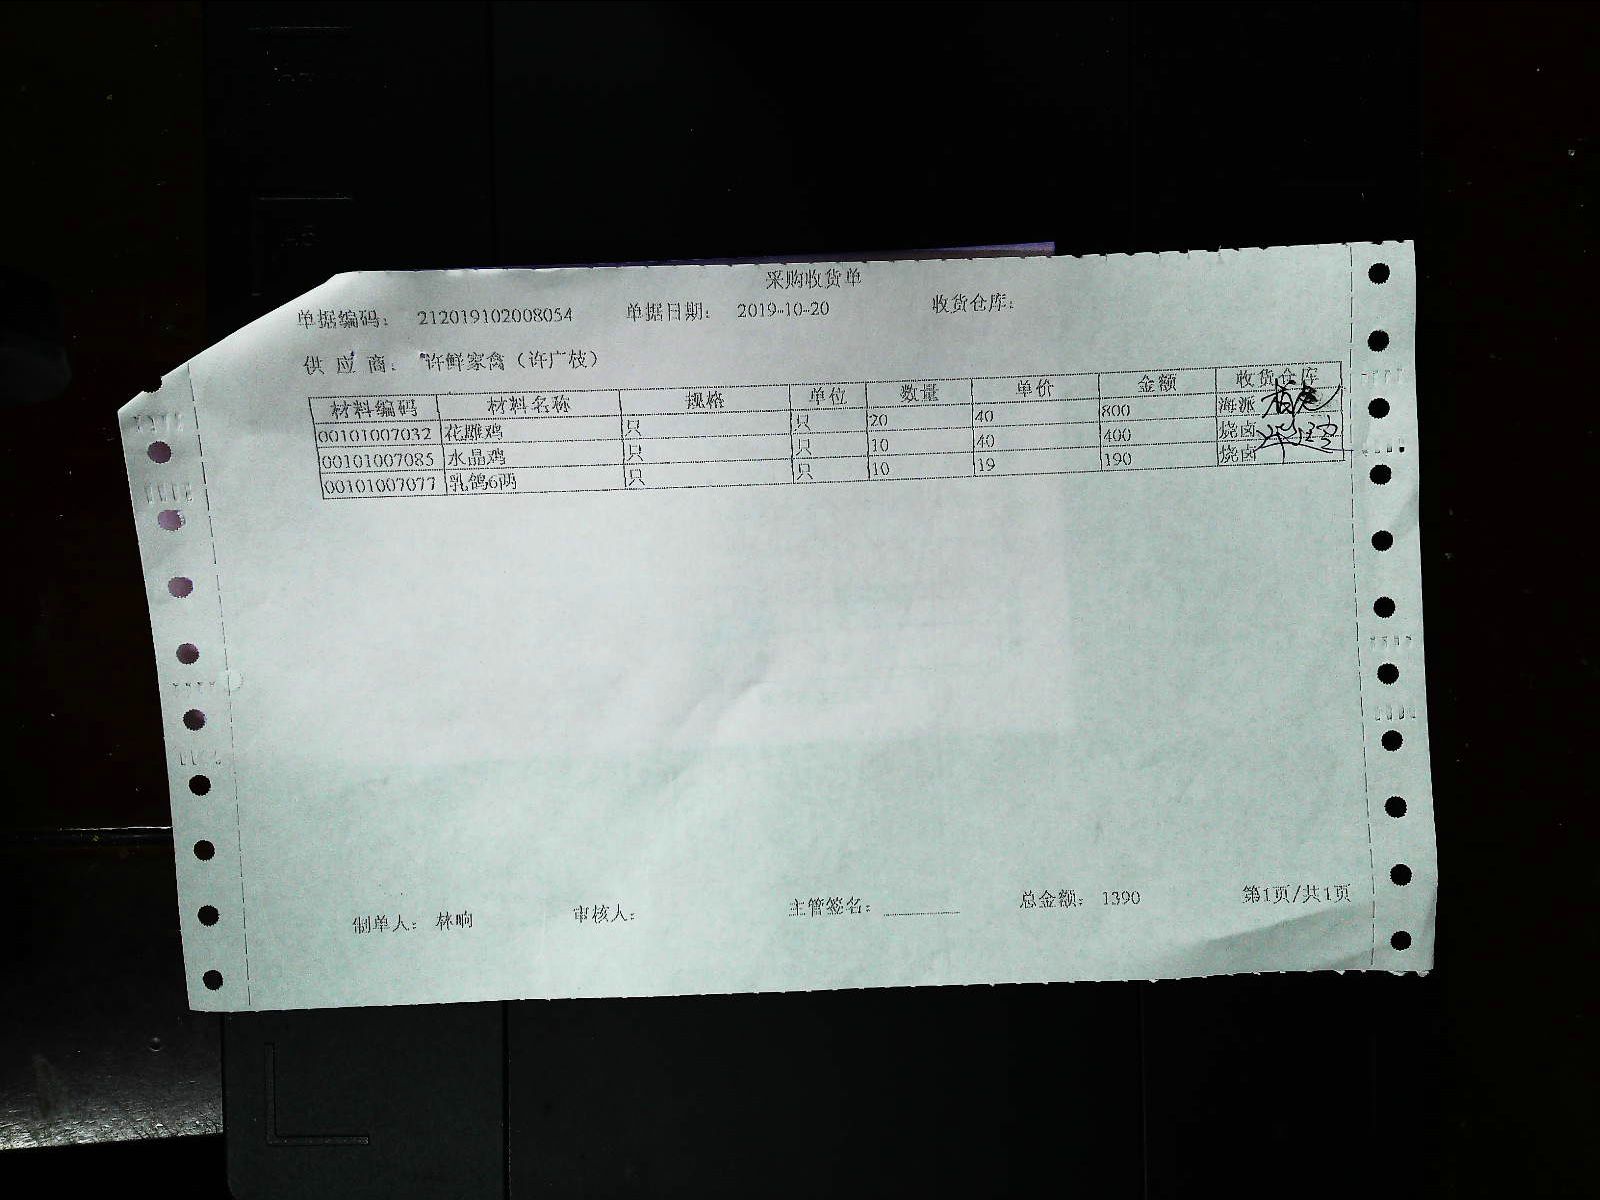 采购收货单
单据编码： 212019102008054 单据日期： 2019-10-20 收货仓库：
供 应 商： 许鲜家禽（许广枝）
材料编码 材料名称 规格 单位 数量 单价 金额 收货仓库
00101007032 花雕鸡 只 只 20 40 800 海派
00101007085 水晶鸡 只 只 10 40 400 烧卤
00101007077 乳鸽6两 只 只 10 19 190 烧卤
制单人： 林响 审核人： 主管签名： 总金额： 1390 第1页/共1页